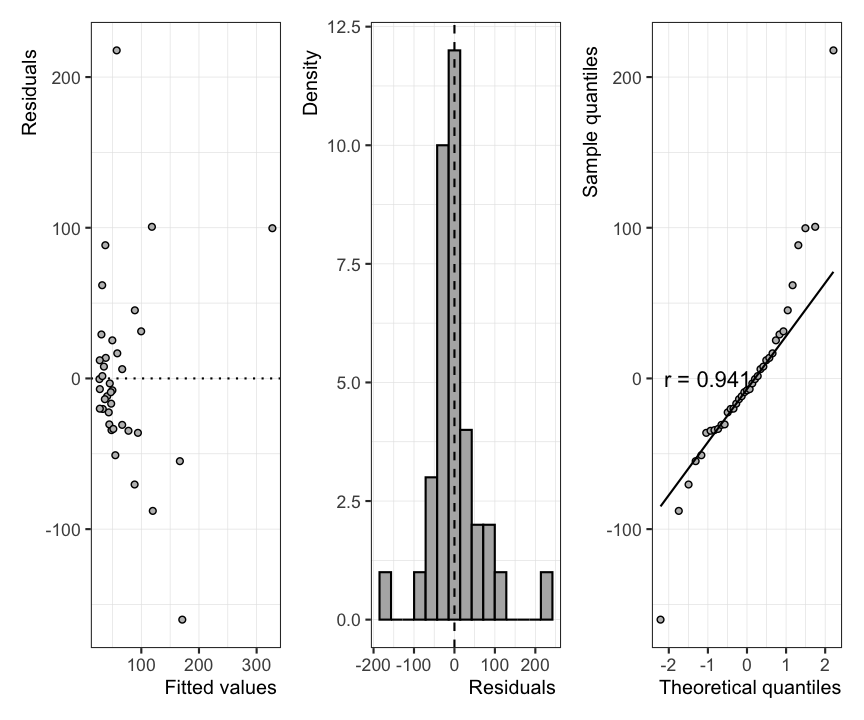 Residuals
200
100
0
-100
100 200 300
Fitted values
Density
12.5
10.0
7.5
5.0
2.5
0.0
-200 -100 0 100 200
Residuals
Sample quantiles
200
100
0
-100
r = 0.941
-2 -1 0 1 2
Theoretical quantiles